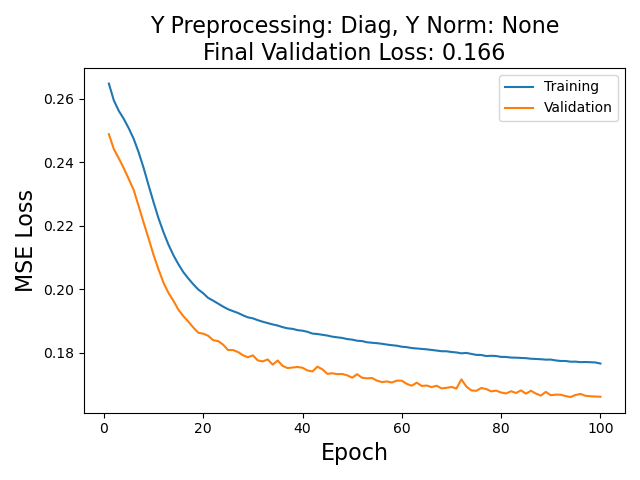 Y Preprocessing: Diag, Y Norm: None
Final Validation Loss: 0.166
Training
Validation
MSE Loss
0.26
0.24
0.22
0.20
0.18
0 20 40 60 80 100
Epoch